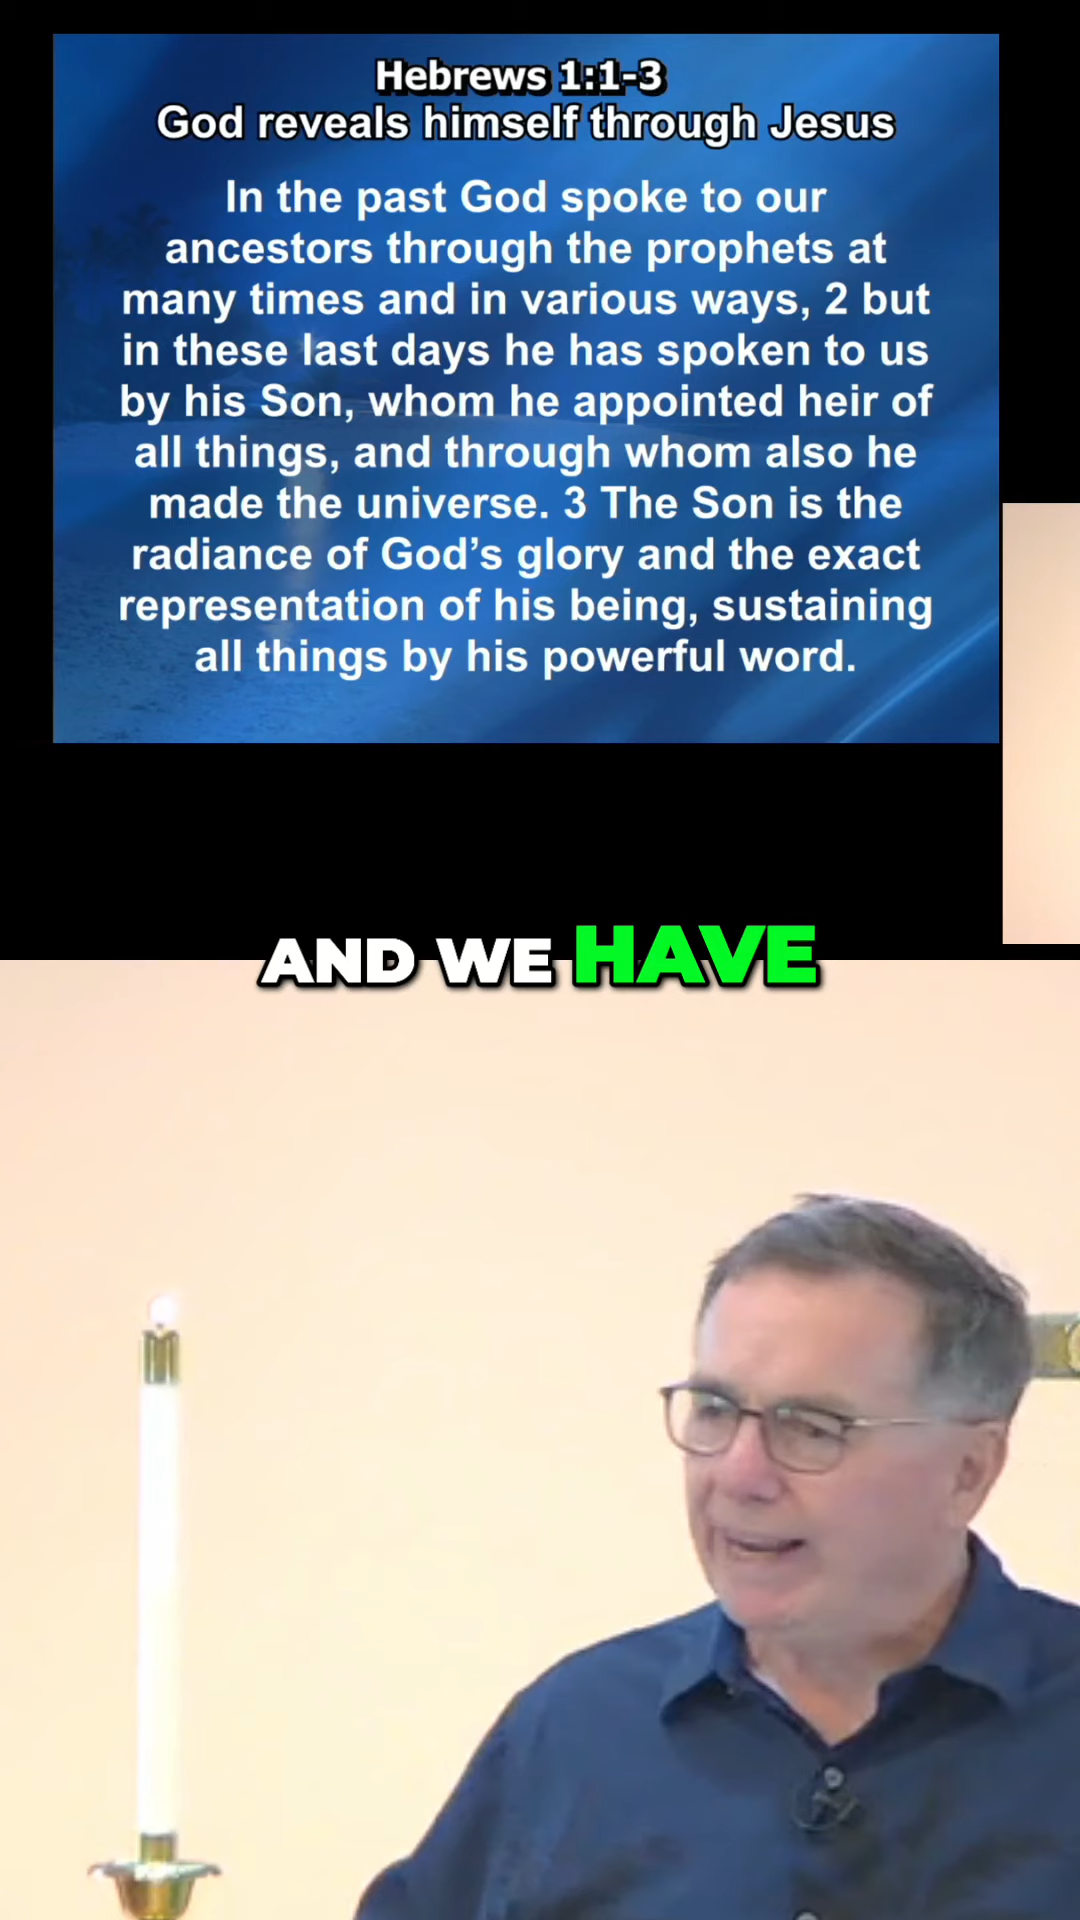 Hebrews 1:1-3
God reveals himself through Jesus
In the past God spoke to our
ancestors through the prophets at
many times and in various ways, 2 but
in these last days he has spoken to us
by his Son, whom he appointed heir of
all things, and through whom also he
made the universe. 3 The Son is the
radiance of God’s glory and the exact
representation of his being, sustaining
all things by his powerful word.
AND WE HAVE